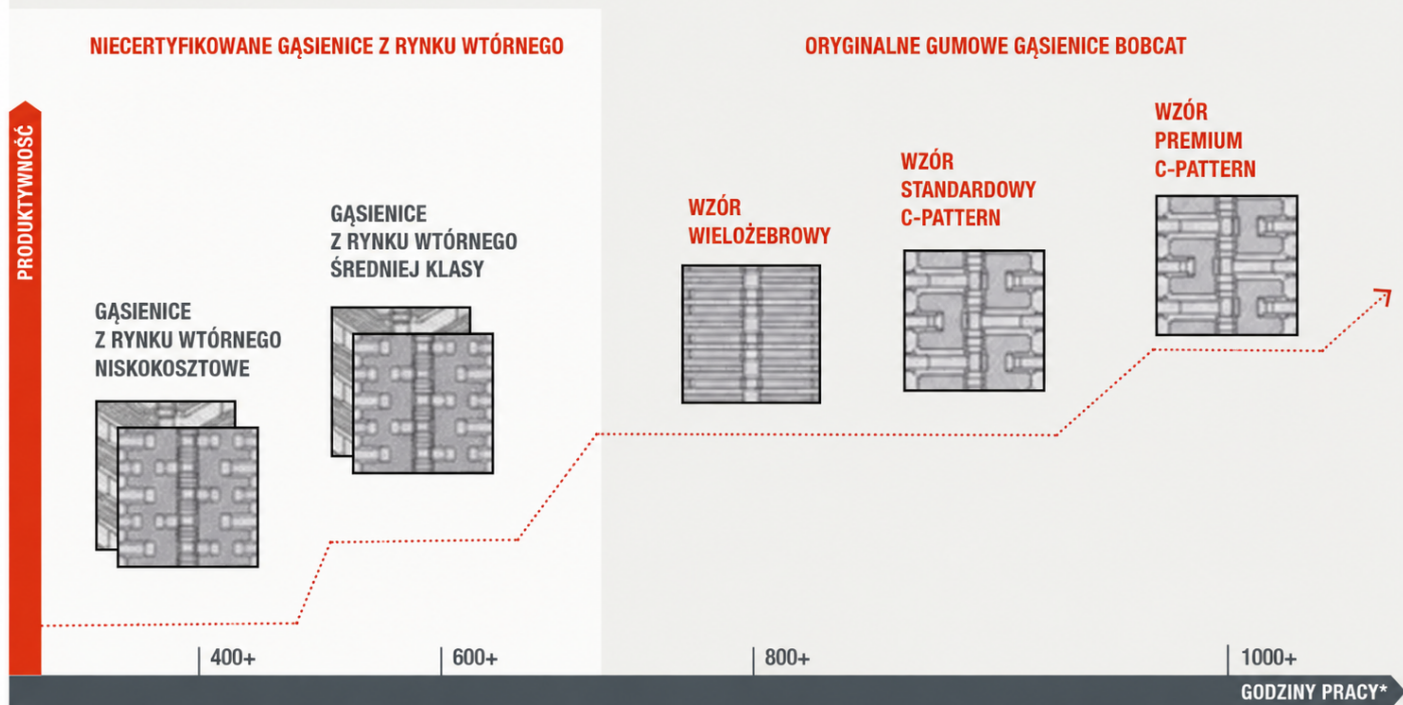 NIECERTYFIKOWANE GĄSIENICE Z RYNKU WTÓRNEGO
ORYGINALNE GUMOWE GĄSIENICE BOBCAT
PRODUKTYWNOŚĆ
GĄSIENICE
Z RYNKU WTÓRNEGO
NISKOKOSZTOWE
GĄSIENICE
Z RYNKU WTÓRNEGO
ŚREDNIEJ KLASY
WZÓR
WIELOŻEBROWY
WZÓR
STANDARDOWY
C-PATTERN
WZÓR
PREMIUM
C-PATTERN
400+
600+
800+
1000+
GODZINY PRACY*